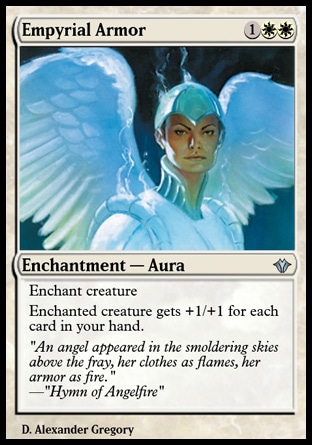 Empyrial Armor 1
Enchantment — Aura
Enchant creature
Enchanted creature gets +1/+1 for each
card in your hand.
"An angel appeared in the smoldering skies
above the fray, her clothes as flames, her
armor as fire."
—"Hymn of Angelfire"
D. Alexander Gregory